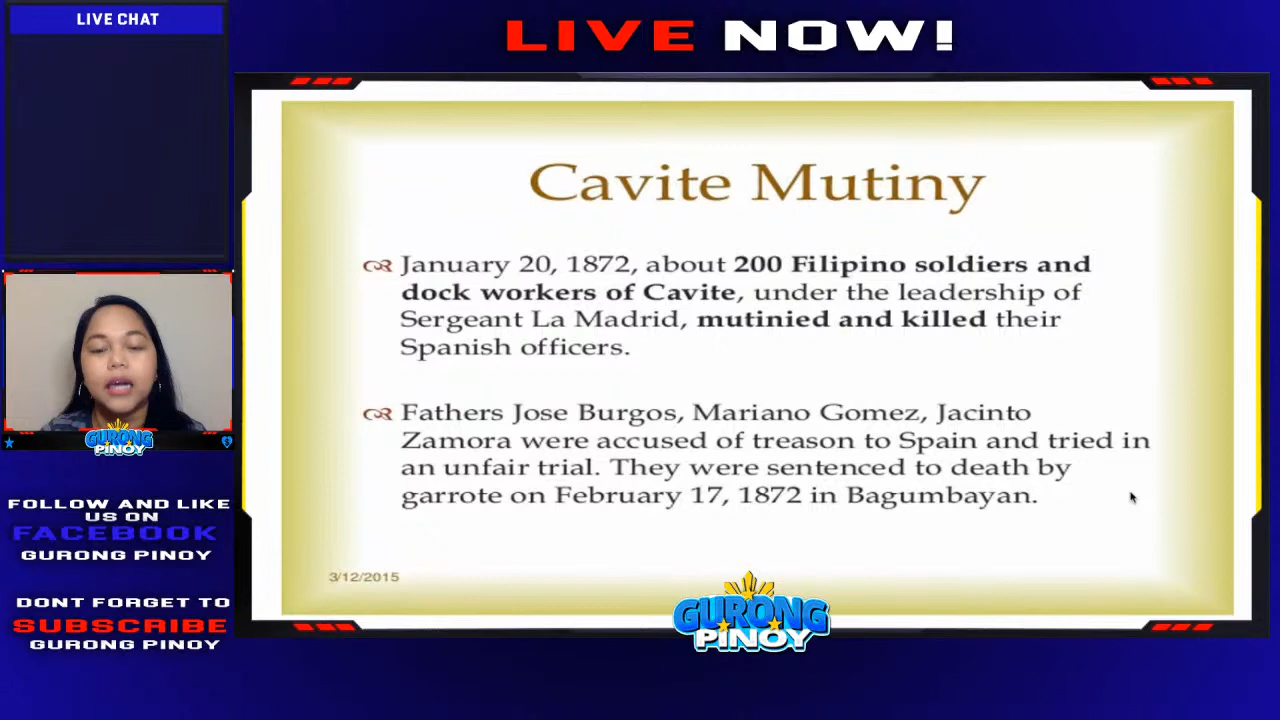 LIVE CHAT
LIVE NOW!
Cavite Mutiny
January 20, 1872, about 200 Filipino soldiers and
dock workers of Cavite, under the leadership of
Sergeant La Madrid, mutinied and killed their
Spanish officers.
Fathers Jose Burgos, Mariano Gomez, Jacinto
Zamora were accused of treason to Spain and tried in
an unfair trial. They were sentenced to death by
garrote on February 17, 1872 in Bagumbayan.
3/12/2015
GURONG
PINOY
GURONG
PINOY
FOLLOW AND LIKE
US ON
FACEBOOK
GURONG PINOY
DONT FORGET TO
SUBSCRIBE
GURONG PINOY